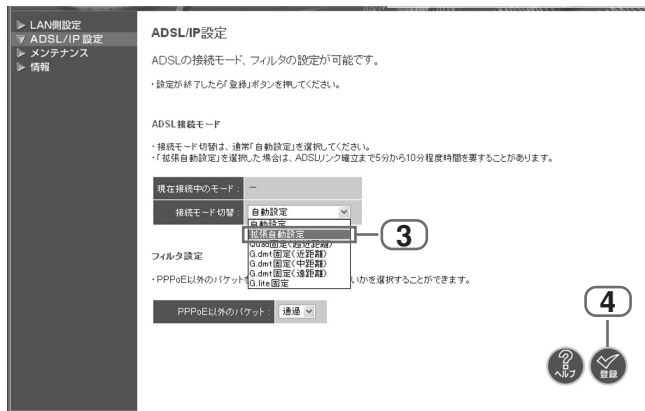 LAN側設定
ADSL/IP設定
メンテナンス
情報
ADSL/IP設定
ADSLの接続モード、フィルタの設定が可能です。
・設定が終了したら「登録」ボタンを押してください。
ADSL接続モード
・接続モード切替は、通常「自動設定」を選択してください。
・「拡張自動設定」を選択した場合は、ADSLリンク確立まで5分から10分程度時間を要することがあります。
現在接続中のモード： －
接続モード切替： 自動設定
自動設定
拡張自動設定
Quad固定(超近距離)
G.dmt固定(近距離)
G.dmt固定(中距離)
G.dmt固定(遠距離)
G.lite固定
3
フィルタ設定
・PPPoE以外のパケット いかを選択することができます。
PPPoE以外のパケット： 通過
4
ヘルプ
登録